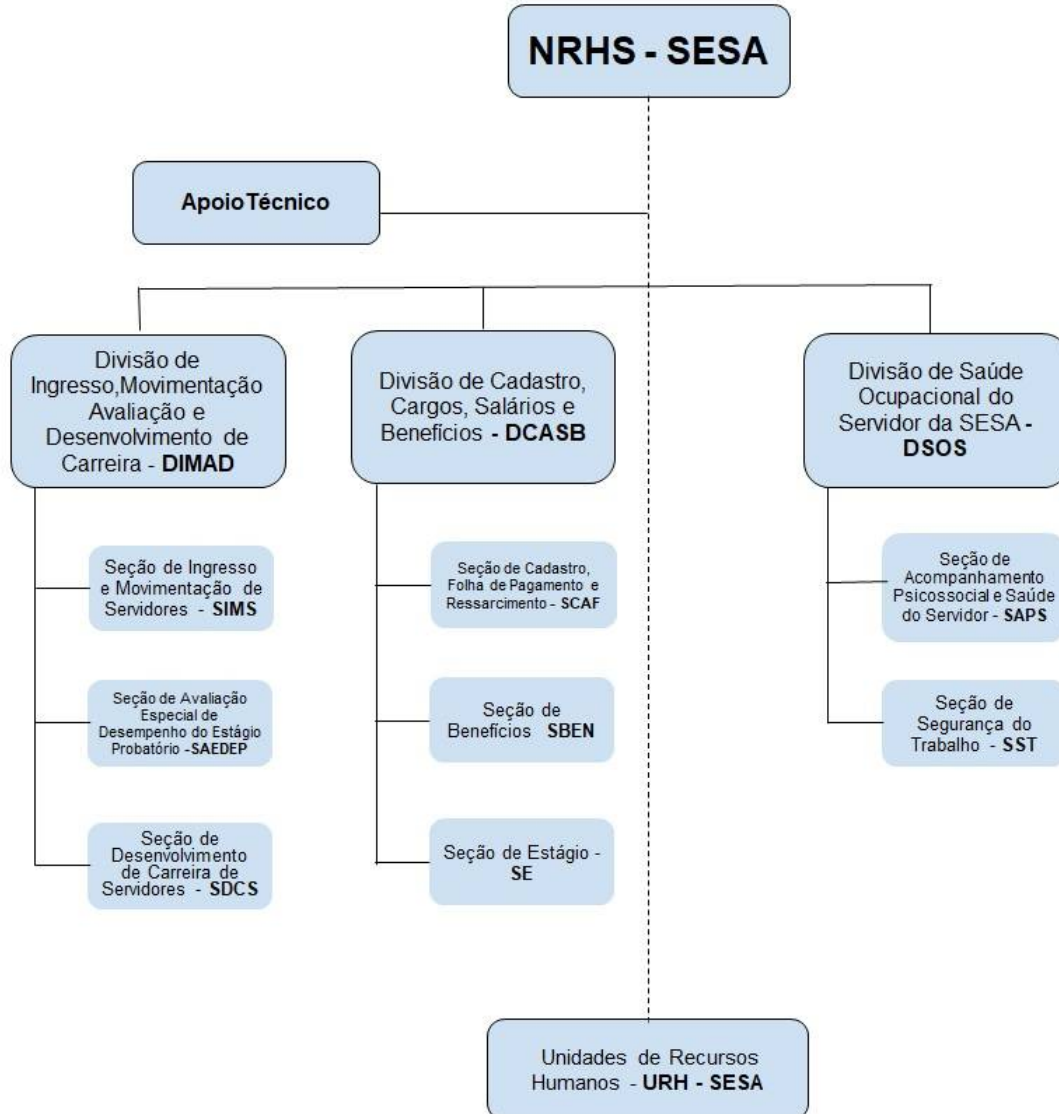 NRHS - SESA
ApoioTécnico
Divisão de
Ingresso,Movimentação
Avaliação e
Desenvolvimento de
Carreira - DIMAD
Seção de Ingresso
e Movimentação de
Servidores - SIMS
Seção de Avaliação
Especial de
Desempenho do Estágio
Probatório -SAEDEP
Seção de
Desenvolvimento
de Carreira de
Servidores - SDCS
Divisão de Cadastro,
Cargos, Salários e
Benefícios - DCASB
Seção de Cadastro,
Folha de Pagamento e
Ressarcimento - SCAF
Seção de
Benefícios SBEN
Seção de Estágio -
SE
Divisão de Saúde
Ocupacional do
Servidor da SESA -
DSOS
Seção de
Acompanhamento
Psicossocial e Saúde
do Servidor - SAPS
Seção de
Segurança do
Trabalho - SST
Unidades de Recursos
Humanos - URH - SESA